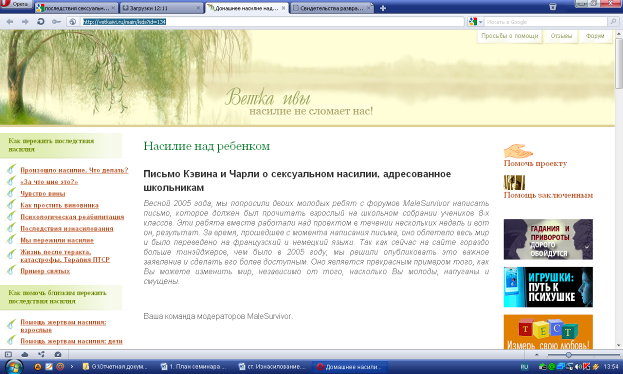 Opera
последствия сексуальн...
Загрузки 12:11
Домашнее насилие над...
Свидетельства развращ...
http://vetkaivi.ru/main/lsds?id=134
Искать в Google
Просьбы о помощи
Отзывы
Форум
Ветка ивы
насилие не сломает нас!
Как пережить последствия
насилия
Произошло насилие. Что делать?
«За что мне это?»
Чувство вины
Как простить виновника
Психологическая реабилитация
Последствия изнасилования
Мы пережили насилие
Жизнь после теракта,
катастрофы. Терапия ПТСР
Пример святых
Как помочь близким пережить
последствия насилия
Помощь жертвам насилия:
взрослые
Помощь жертвам насилия: дети
Насилие над ребенком
Письмо Кэвина и Чарли о сексуальном насилии, адресованное
школьникам
Весной 2005 года, мы попросили двоих молодых ребят с форумов MaleSurvivor написать
письмо, которое должен был прочитать взрослый на школьном собрании учеников 8-х
классов. Эти ребята вместе работали над проектом в течении нескольких недель и вот
он, результат. За время, прошедшее с момента написания письма, оно облетело весь мир
и было переведено на французский и немецкий языки. Так как сейчас на сайте гораздо
больше тинэйджеров, чем было в 2005 году, мы решили опубликовать это важное
заявление и сделать его более доступным. Оно является прекрасным примером того, как
Вы можете изменить мир, независимо от того, насколько Вы молоды, напуганы и
смущены.
Ваша команда модераторов MaleSurvivor.
Помочь проекту
Помощь заключенным
ГАДАНИЯ И
ПРИВОРОТЫ
ДОРОГО
ОБОЙДУТСЯ
ИГРУШКИ:
ПУТЬ К
ПСИХУШКЕ
ТЕСТ
Измерь свою любовь!
G:\Отчетная докум...
1. План семинара ...
ст. Изнасилование....
Домашнее насили...
RU
13:54